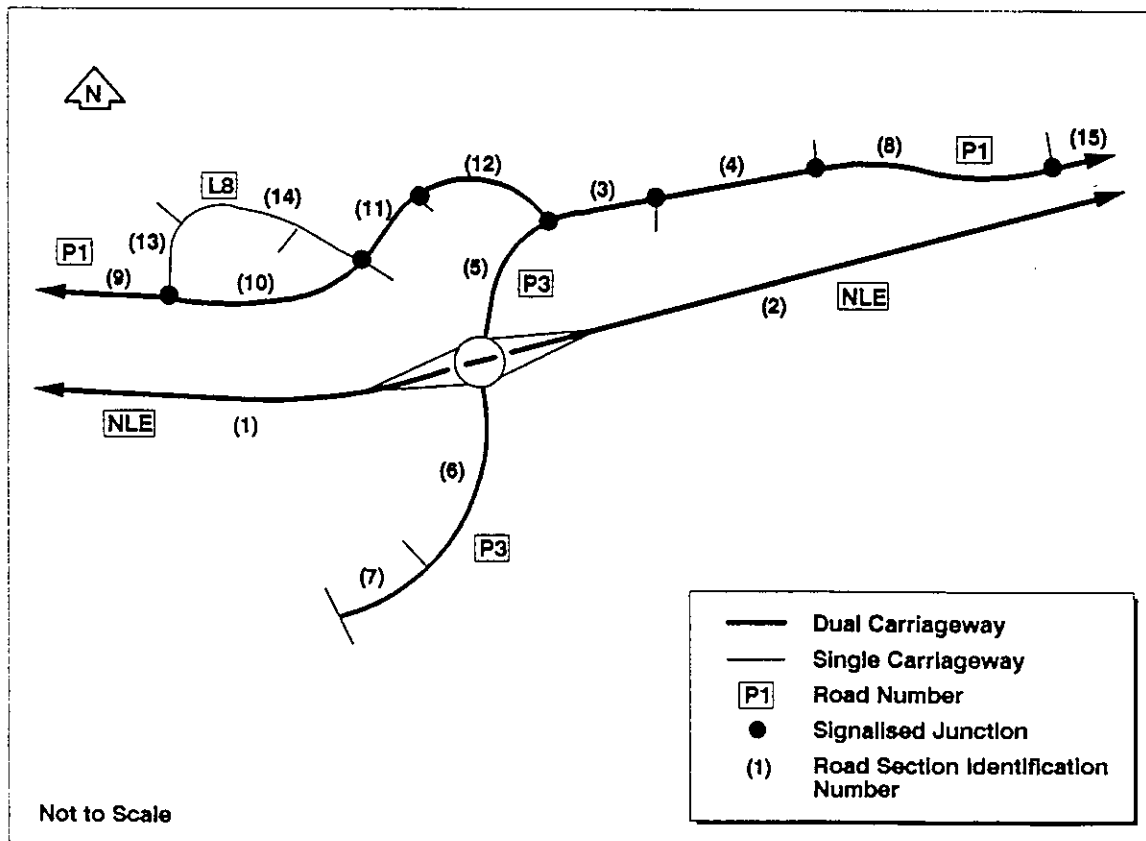 N
(12)
(8)
P1
(15)
(4)
(3)
L8
(14)
(11)
(13)
P1
(9)
(10)
(5)
P3
(2)
NLE
NLE
(1)
(6)
P3
(7)
Dual Carriageway
Single Carriageway
P1 Road Number
Signalised Junction
(1) Road Section Identification
Number
Not to Scale